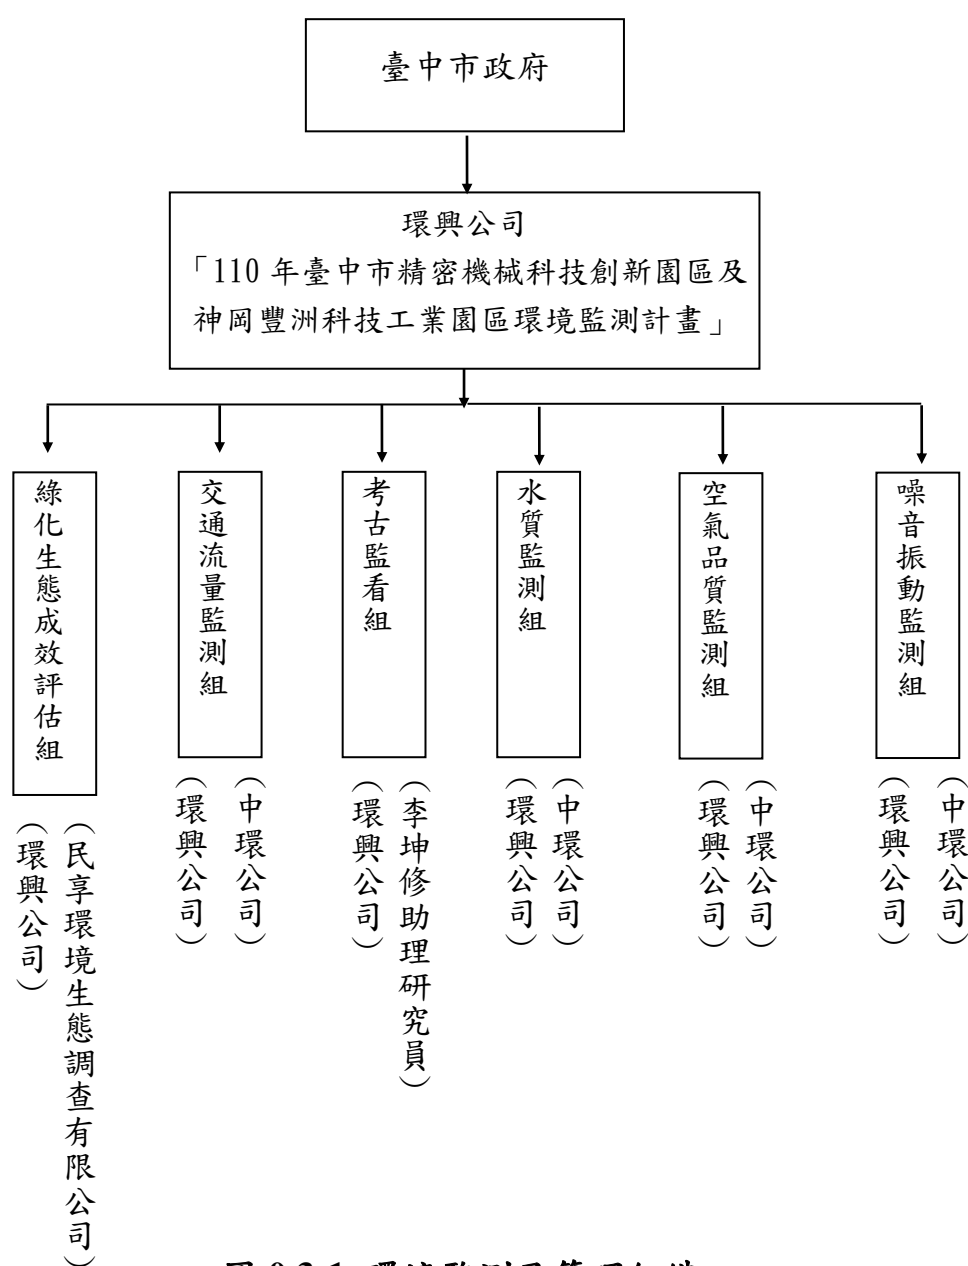 臺中市政府
環興公司
「110 年臺中市精密機械科技創新園區及
神岡豐洲科技工業園區環境監測計畫」
綠化生態成效評估組
交通流量監測組
考古監看組
水質監測組
空氣品質監測組
噪音振動監測組
(民享環境生態調查有限公司)
(環興公司)
(中環公司)
(環興公司)
(李坤修助理研究員)
(環興公司)
(中環公司)
(環興公司)
(中環公司)
(環興公司)
(中環公司)
(環興公司)